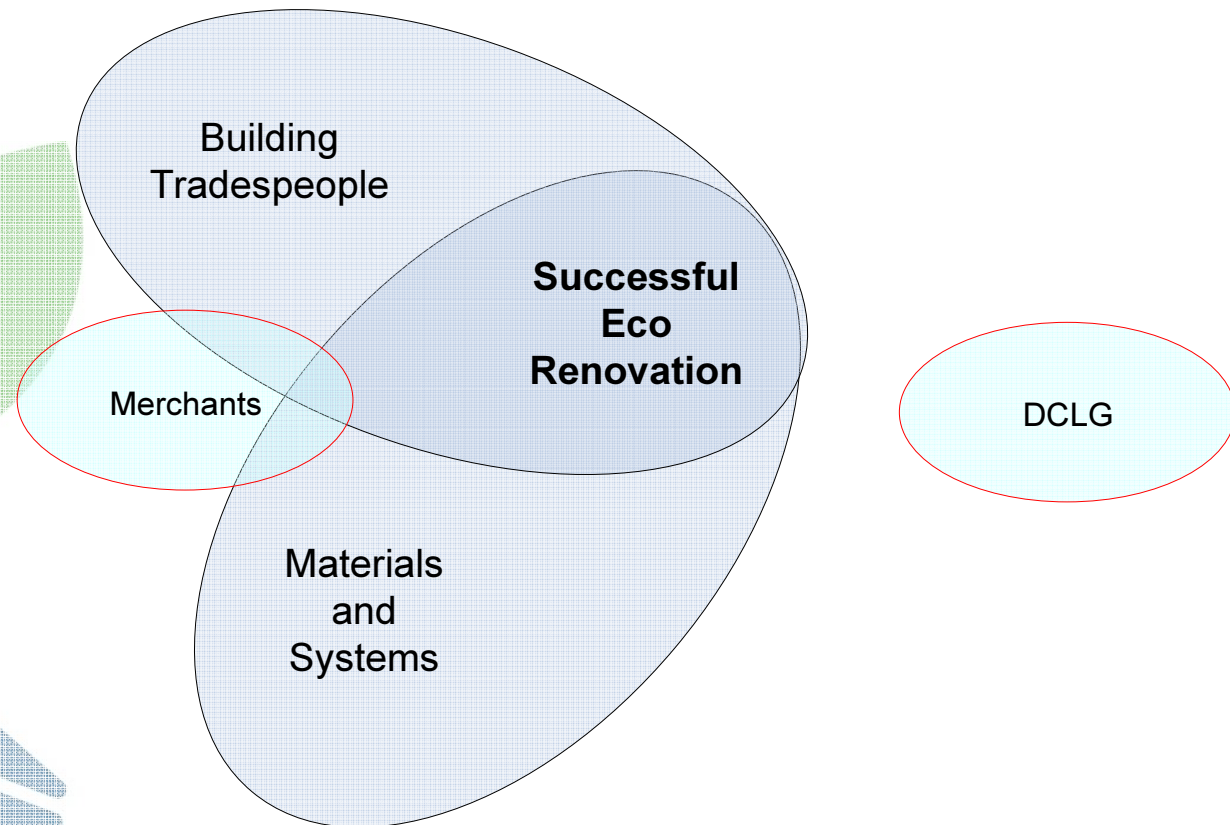 Building
Tradespeople
Successful
Eco
Renovation
Merchants
DCLG
Materials
and
Systems